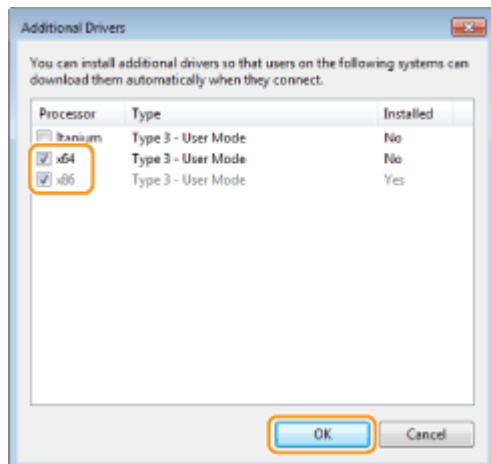 Additional Drivers
You can install additional drivers so that users on the following systems can
download them automatically when they connect.
Processor Type Installed
Itanium Type 3 - User Mode No
x64 Type 3 - User Mode No
x86 Type 3 - User Mode Yes
OK Cancel